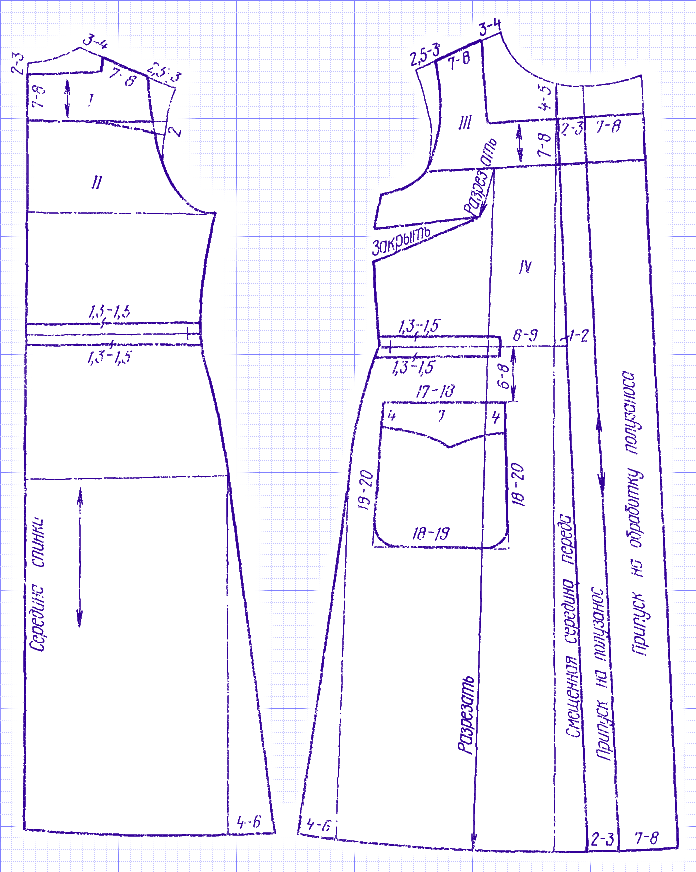 2-3
3-4
7-8
2,5-3
7-8
I
2
II
1,3-1,5
1,3-1,5
Середина спинки
4-6
3-4
2,5-3
7-8
4-5
III
7-8
2-3
7-8
Разрезать
Закрыть
IV
1,3-1,5
6-9
1-2
1,3-1,5
6-8
17-18
4
7
4
19-20
18-20
18-19
Разрезать
Смещенная середина переда
Припуск на полузанос
Припуск на обработку полузаноса
4-6
2-3
7-8